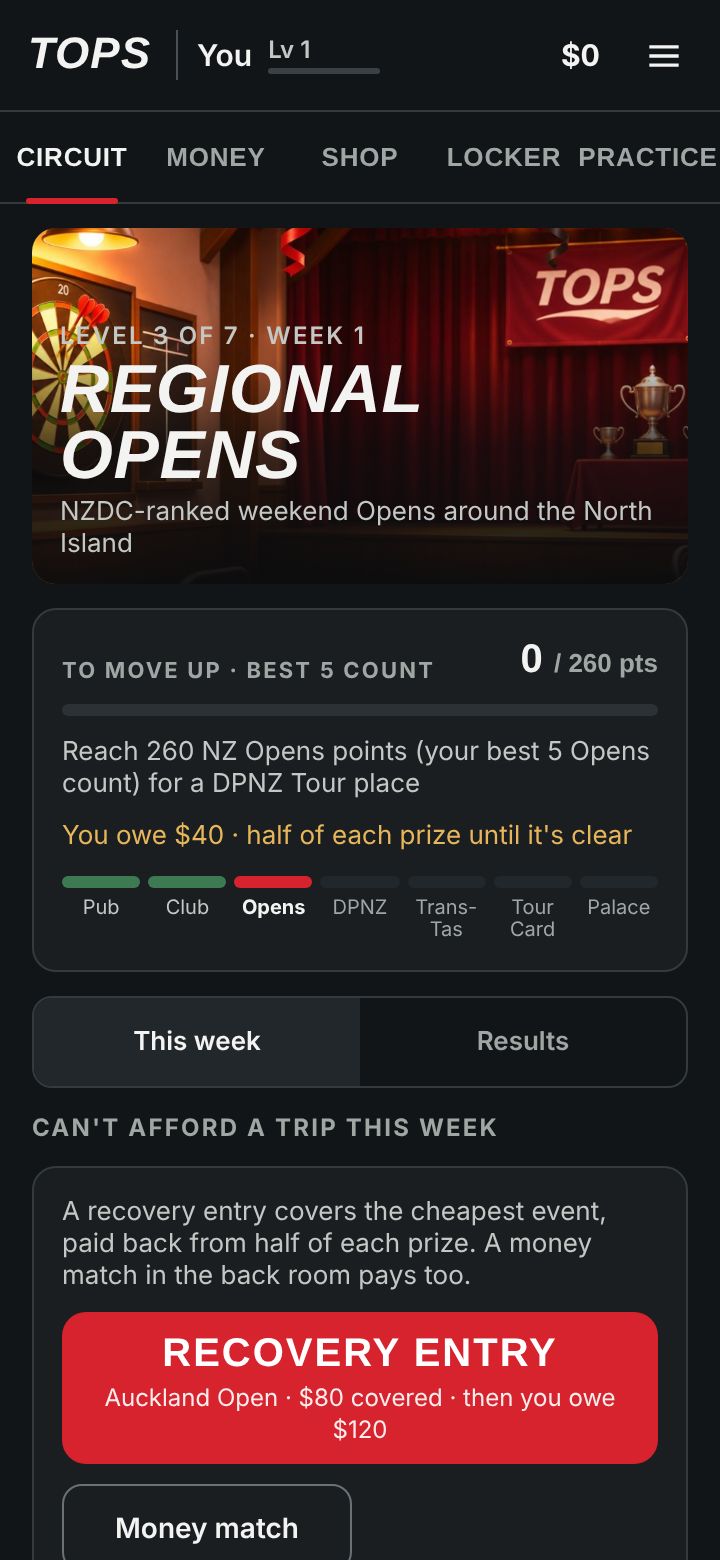 TOPS You Lv 1 $0
CIRCUIT MONEY SHOP LOCKER PRACTICE
20
TOPS
LEVEL 3 OF 7 · WEEK 1
REGIONAL
OPENS
NZDC-ranked weekend Opens around the North
Island
TO MOVE UP · BEST 5 COUNT 0 / 260 pts
Reach 260 NZ Opens points (your best 5 Opens
count) for a DPNZ Tour place
You owe $40 · half of each prize until it's clear
Pub Club Opens DPNZ Trans-Tas Tour Card Palace
This week Results
CAN'T AFFORD A TRIP THIS WEEK
A recovery entry covers the cheapest event,
paid back from half of each prize. A money
match in the back room pays too.
RECOVERY ENTRY
Auckland Open · $80 covered · then you owe
$120
Money match